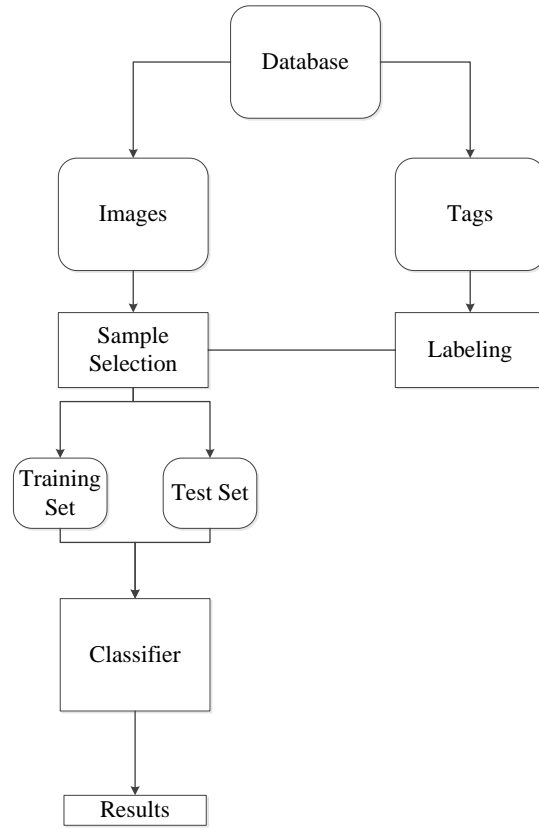 Database
Images
Tags
Sample
Selection
Labeling
Training
Set
Test Set
Classifier
Results